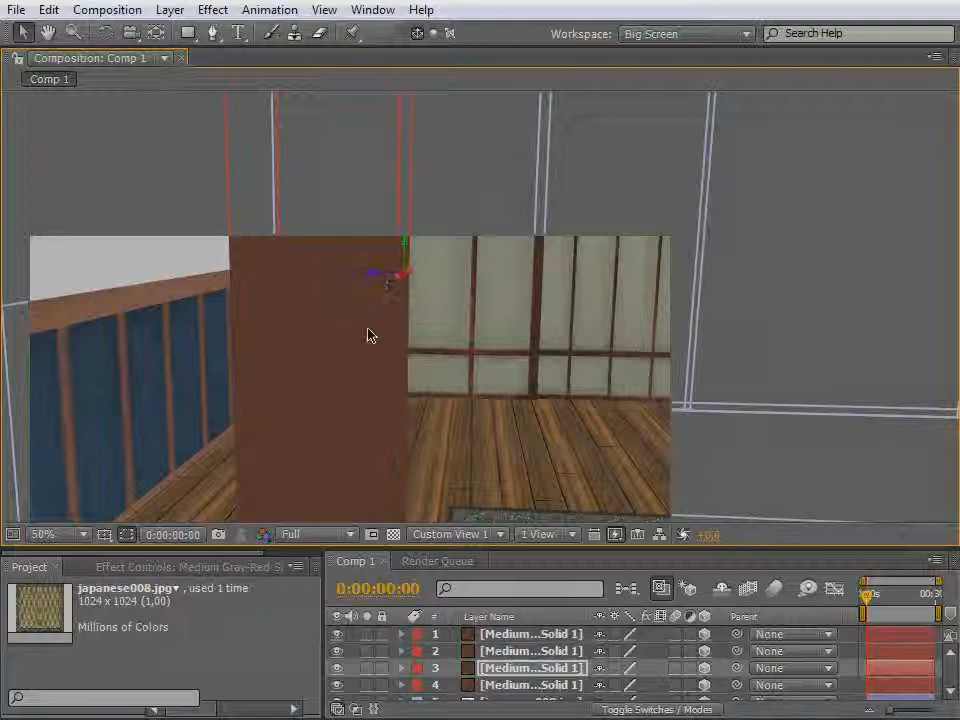 File Edit Composition Layer Effect Animation View Window Help
Workspace: Big Screen Search Help
Composition: Comp 1
Comp 1
50% 0:00:00:00 Full Custom View 1 1 View +0,0
Project Effect Controls: Medium Gray-Red S
japanese008.jpg , used 1 time
1024 x 1024 (1,00)
Millions of Colors
Comp 1 Render Queue
0:00:00:00 00:30
Layer Name Parent
1 [Medium...Solid 1] None
2 [Medium...Solid 1] None
3 [Medium...Solid 1] None
4 [Medium...Solid 1] None
Toggle Switches / Modes